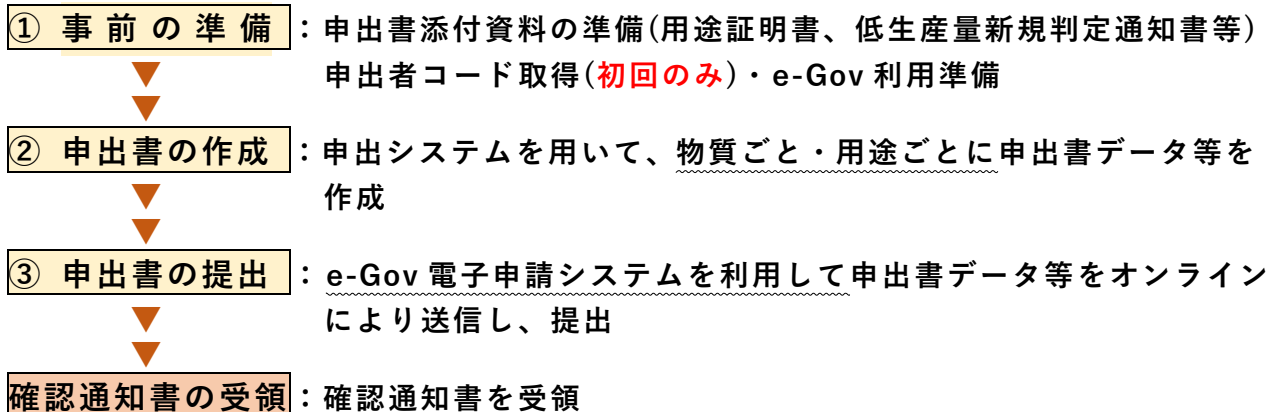 ① 事前の準備：申出書添付資料の準備(用途証明書、低生産量新規判定通知書等)
申出者コード取得(初回のみ)・e-Gov 利用準備
② 申出書の作成：申出システムを用いて、物質ごと・用途ごとに申出書データ等を
作成
③ 申出書の提出：e-Gov 電子申請システムを利用して申出書データ等をオンライン
により送信し、提出
確認通知書の受領：確認通知書を受領